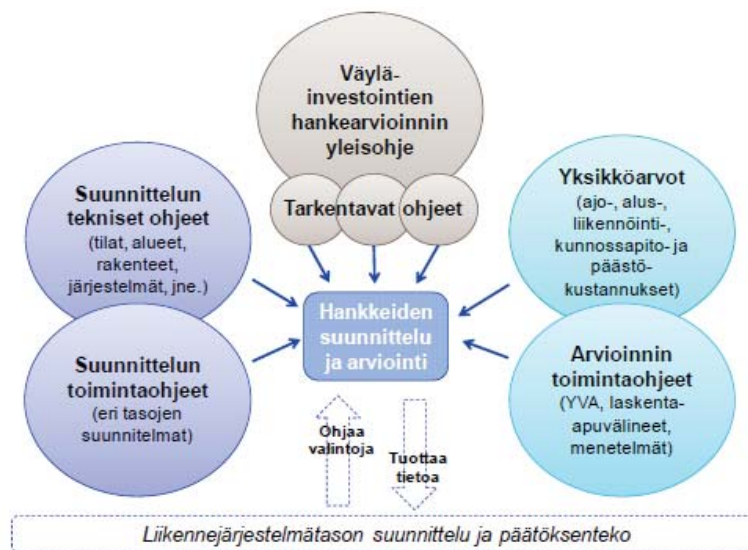 Väylä-
investointien
hankearvioinnin
yleisohje
Tarkentavat ohjeet
Suunnittelun
tekniset ohjeet
(tilat, alueet,
rakenteet,
järjestelmät, jne.)
Suunnittelun
toimintaohjeet
(eri tasojen
suunnitelmat)
Hankkeiden
suunnittelu
ja arviointi
Yksikköarvot
(ajo-, alus-,
liikennöinti-,
kunnossapito- ja
päästö-
kustannukset)
Arvioinnin
toimintaohjeet
(YVA, laskenta-
apuvälineet,
menetelmät)
Ohjaa
valintoja
Tuottaa
tietoa
Liikennejärjestelmätason suunnittelu ja päätöksenteko